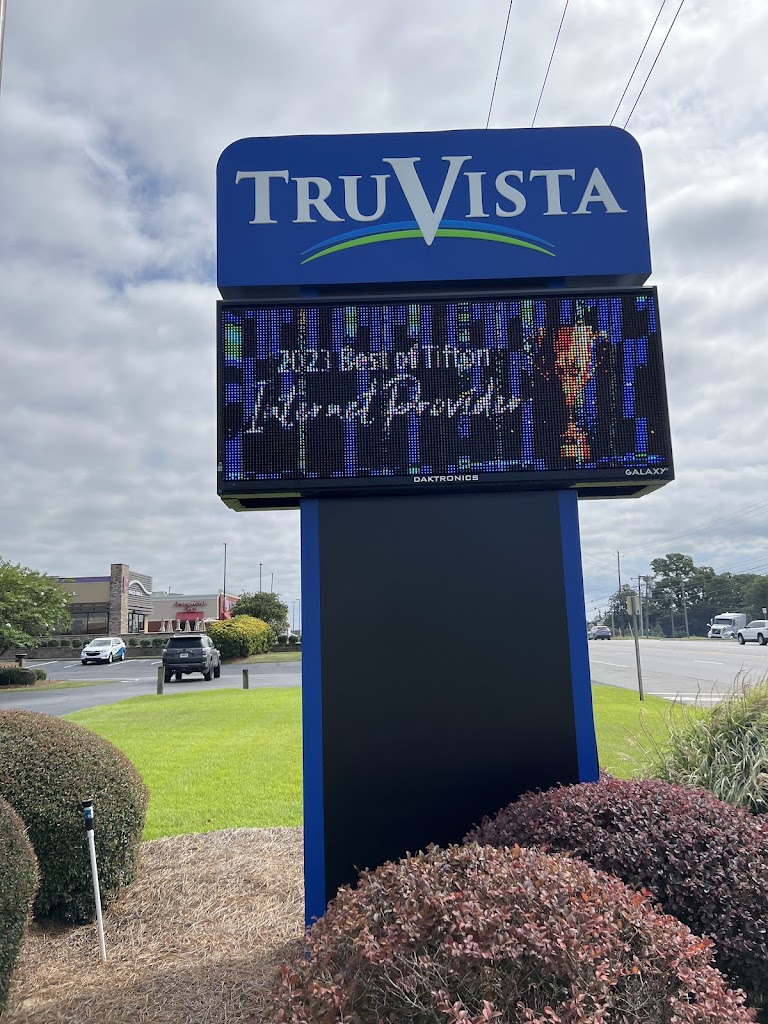 TRUVISTA
2023 Best of Tifton
Internet Provider
DAKTRONICS
GALAXY